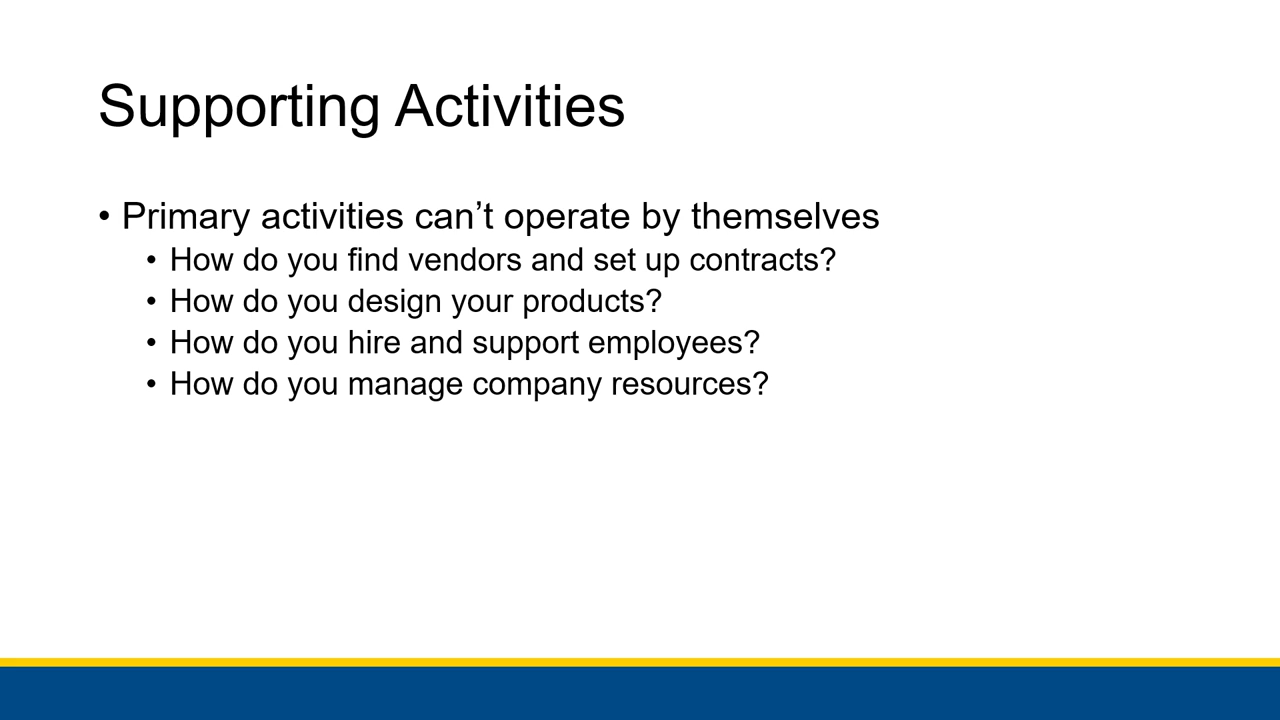 Supporting Activities
• Primary activities can’t operate by themselves
• How do you find vendors and set up contracts?
• How do you design your products?
• How do you hire and support employees?
• How do you manage company resources?